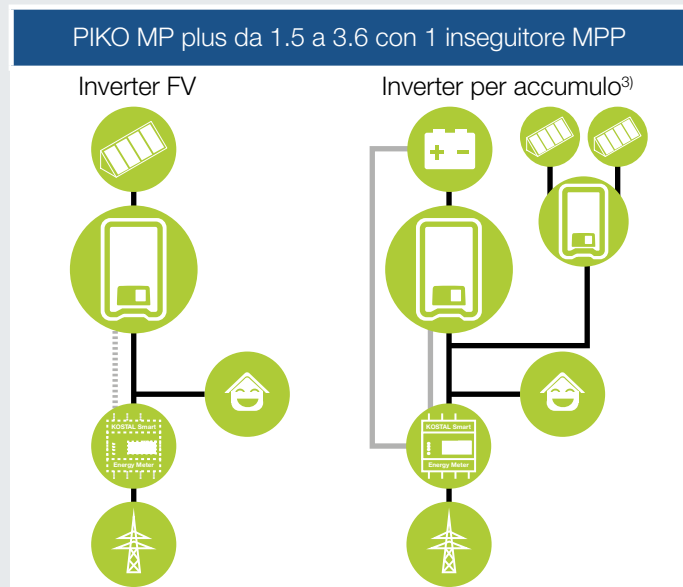 PIKO MP plus da 1.5 a 3.6 con 1 inseguitore MPP
Inverter FV
Inverter per accumulo³⁾
KOSTAL Smart
Energy Meter
KOSTAL Smart
Energy Meter